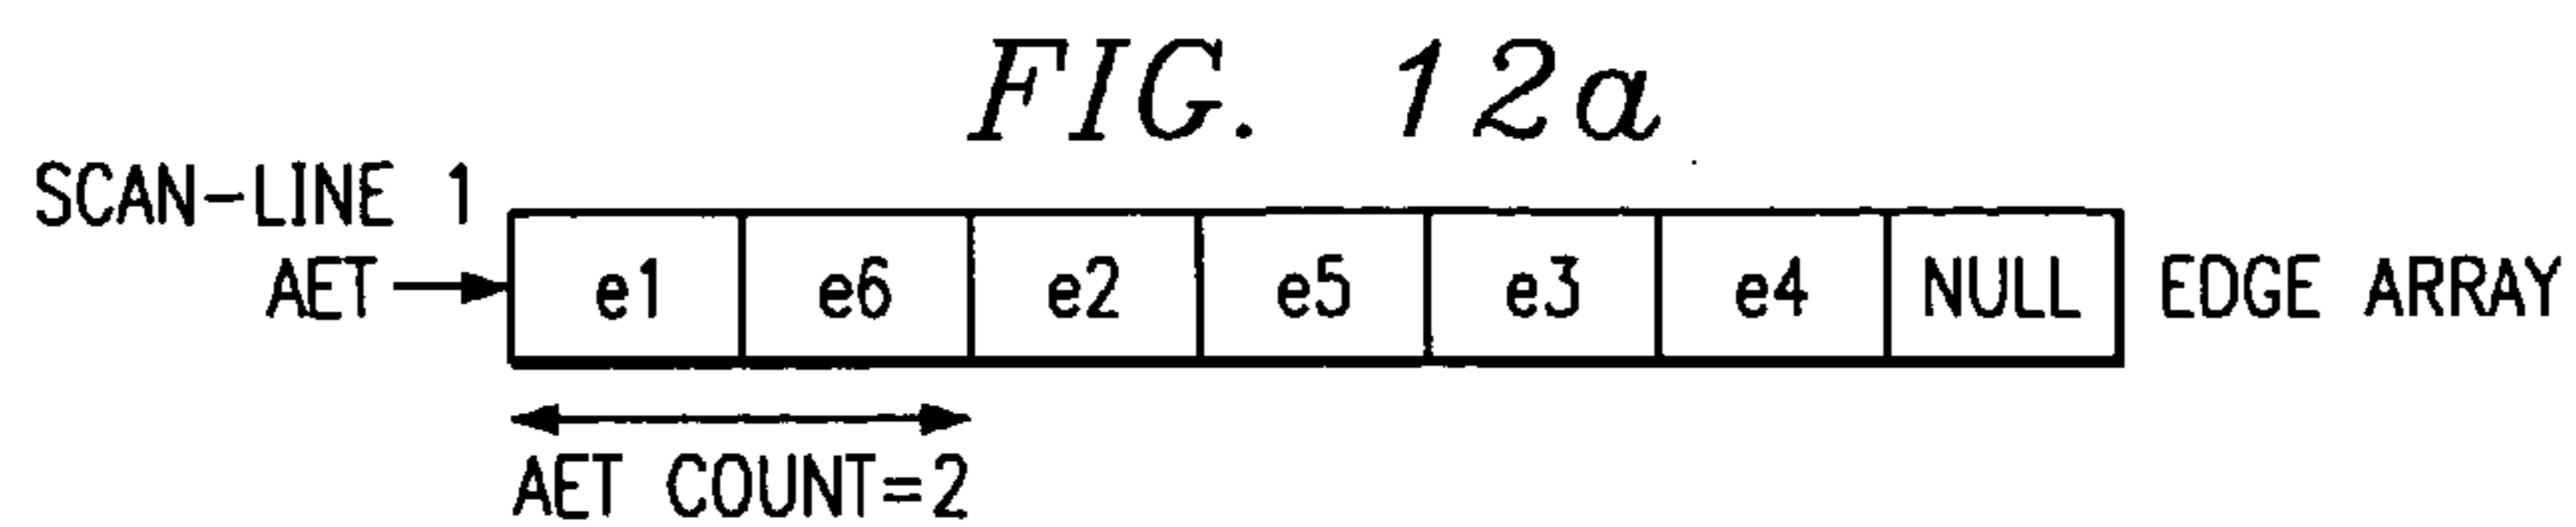 FIG. 12a
SCAN-LINE 1
AET e1 e6 e2 e5 e3 e4 NULL EDGE ARRAY
AET COUNT=2